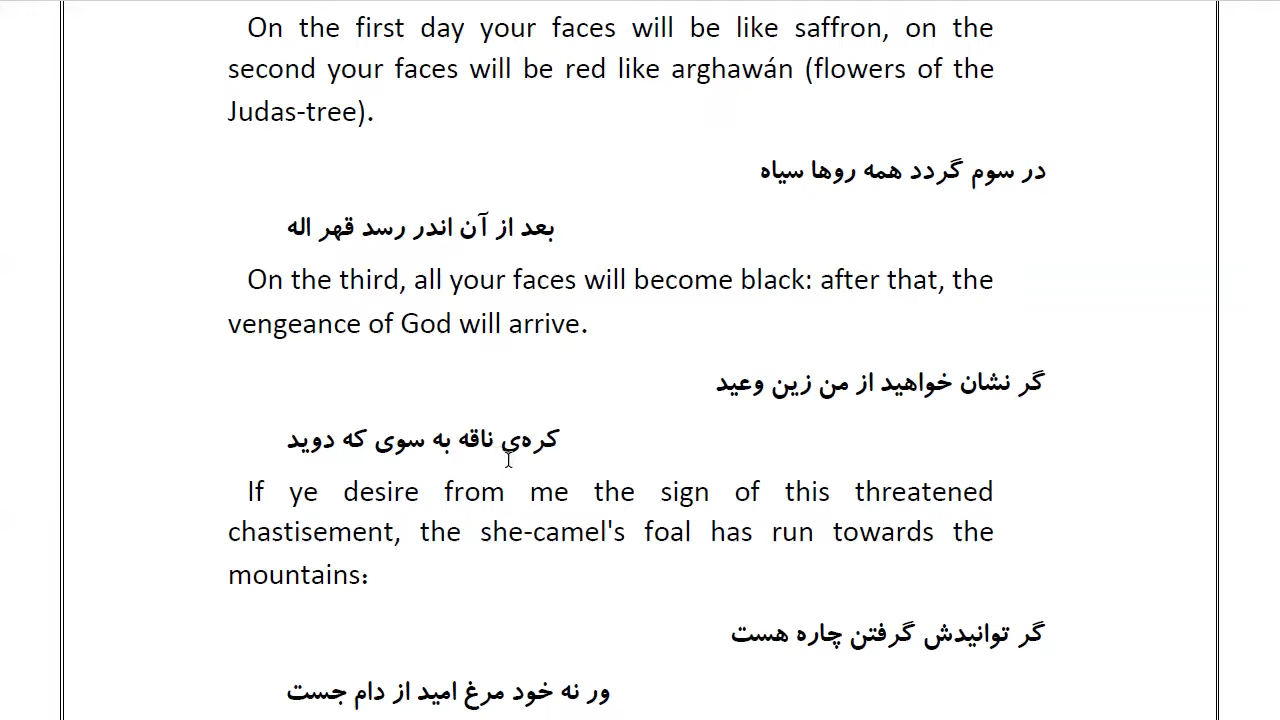 On the first day your faces will be like saffron, on the
second your faces will be red like arghawán (flowers of the
Judas-tree).
در سوم گردد همه روها سیاه
بعد از آن اندر رسد قهر اله
On the third, all your faces will become black: after that, the
vengeance of God will arrive.
گر نشان خواهید از من زین وعید
کره‌ی ناقه به سوی که دوید
If ye desire from me the sign of this threatened
chastisement, the she-camel's foal has run towards the
mountains:
گر توانیدش گرفتن چاره هست
ور نه خود مرغ امید از دام جست